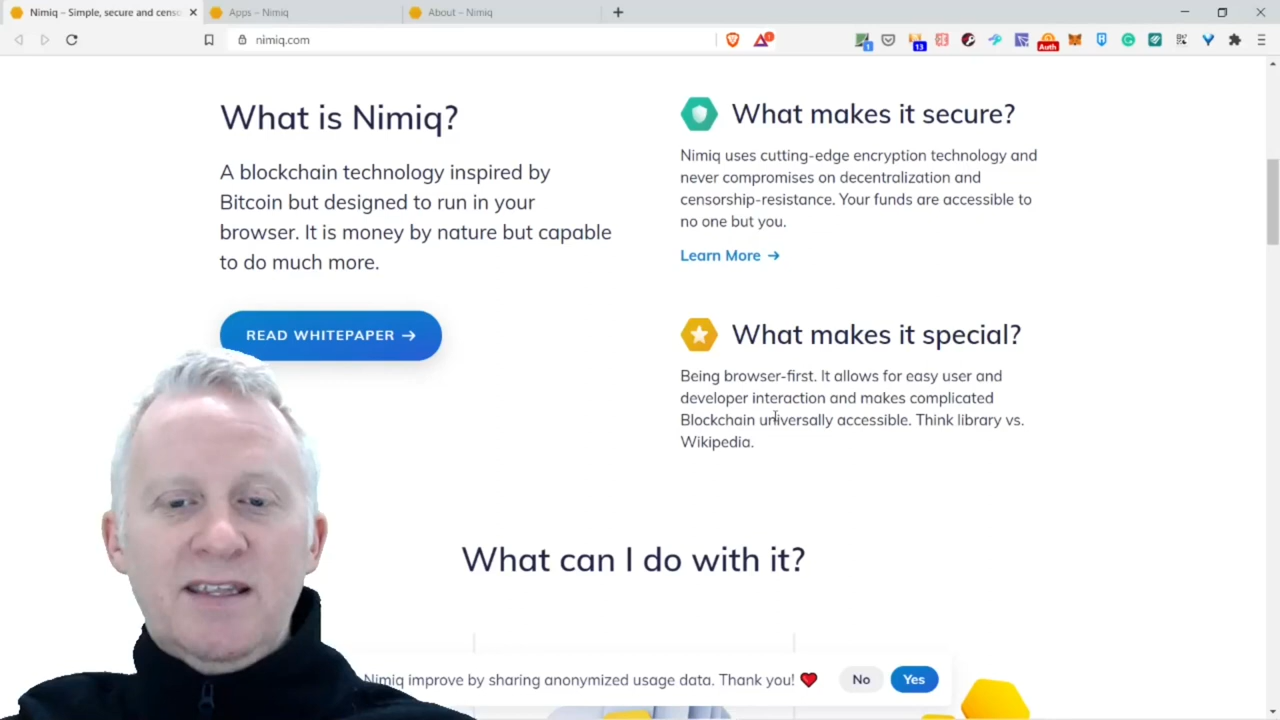 Nimiq – Simple, secure and censo
Apps – Nimiq
About – Nimiq
nimiq.com
1
13
Auth
What is Nimiq?
A blockchain technology inspired by
Bitcoin but designed to run in your
browser. It is money by nature but capable
to do much more.
READ WHITEPAPER →
What makes it secure?
Nimiq uses cutting-edge encryption technology and
never compromises on decentralization and
censorship-resistance. Your funds are accessible to
no one but you.
Learn More →
What makes it special?
Being browser-first. It allows for easy user and
developer interaction and makes complicated
Blockchain universally accessible. Think library vs.
Wikipedia.
What can I do with it?
Nimiq improve by sharing anonymized usage data. Thank you! ❤
No
Yes